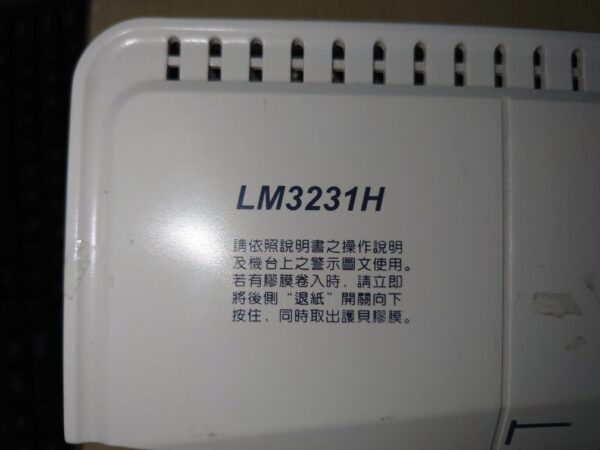 LM3231H
請依照說明書之操作說明
及機台上之警示圖文使用。
若有膠膜卷入時，請立即
將後側“退紙”開關向下
按住，同時取出護貝膠膜。